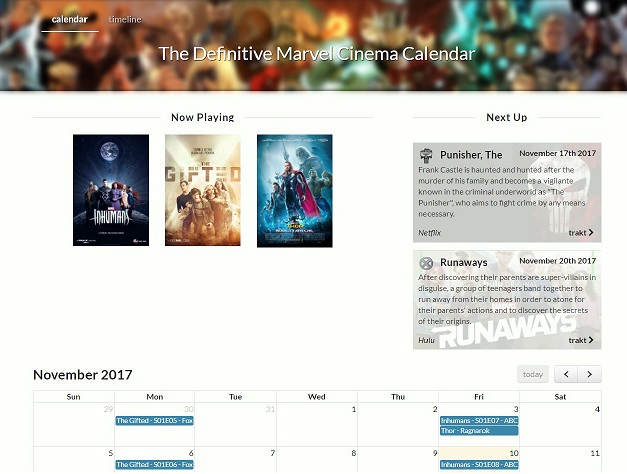 calendar timeline
The Definitive Marvel Cinema Calendar
Now Playing
INHUMANS
THE
GIFTED
THOR
Next Up
Punisher, The November 17th 2017
Frank Castle is haunted and hunted after the
murder of his family and becomes a vigilante
known in the criminal underworld as "The
Punisher", who aims to fight crime by any means
necessary.
Netflix trakt
Runaways November 20th 2017
After discovering their parents are super-villains in
disguise, a group of teenagers band together to
run away from their homes in order to atone for
their parents' actions and to discover the secrets
of their origins.
RUNAWAYS
Hulu trakt
November 2017 today
Sun Mon Tue Wed Thu Fri Sat
29 30 31 1 2 3 4
The Gifted - S01E05 - Fox Inhumans - S01E07 - ABC
Thor - Ragnarok
5 6 7 8 9 10 11
The Gifted - S01E06 - Fox Inhumans - S01E08 - ABC